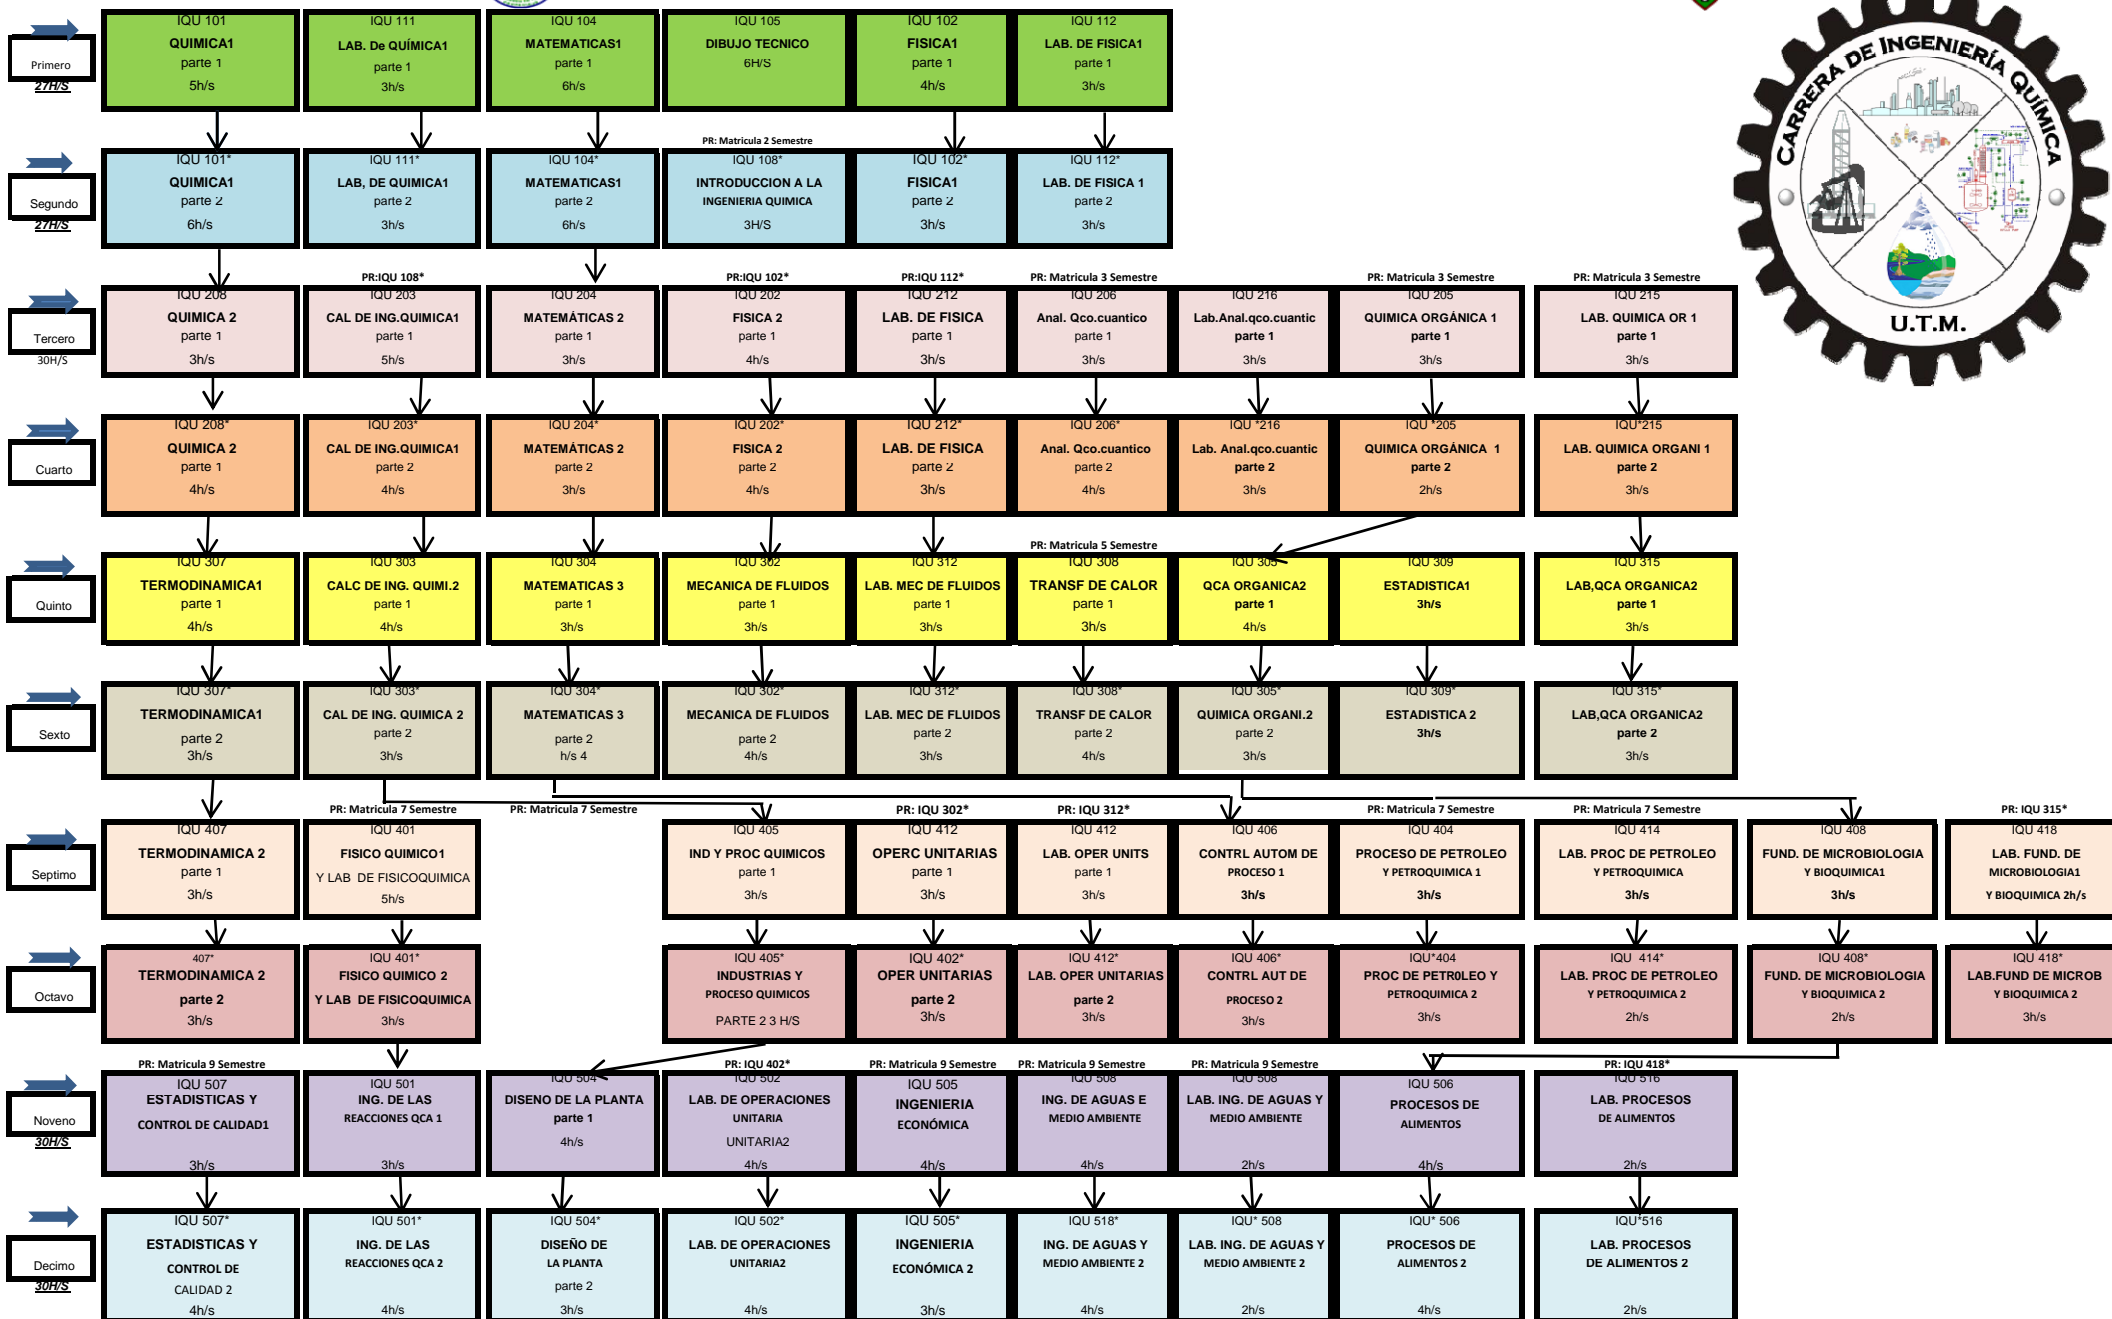 IQU 101
QUIMICA1
parte 1
5h/s
IQU 111
LAB. De QUÍMICA1
parte 1
3h/s
IQU 104
MATEMATICAS1
parte 1
6h/s
IQU 105
DIBUJO TECNICO
6H/S
IQU 102
FISICA1
parte 1
4h/s
IQU 112
LAB. DE FISICA1
parte 1
3h/s
Primero
27H/S
CARRERA DE INGENIERÍA QUÍMICA
U.T.M.
PR: Matricula 2 Semestre
Segundo
27H/S
IQU 101*
QUIMICA1
parte 2
6h/s
IQU 111*
LAB, DE QUIMICA1
parte 2
3h/s
IQU 104*
MATEMATICAS1
parte 2
6h/s
IQU 108*
INTRODUCCION A LA
INGENIERIA QUIMICA
3H/S
IQU 102*
FISICA1
parte 2
3h/s
IQU 112*
LAB. DE FISICA 1
parte 2
3h/s
PR:IQU 108*
PR:IQU 102*
PR:IQU 112*
PR: Matricula 3 Semestre
PR: Matricula 3 Semestre
PR: Matricula 3 Semestre
Tercero
30H/S
IQU 208
QUIMICA 2
parte 1
3h/s
IQU 203
CAL DE ING.QUIMICA1
parte 1
5h/s
IQU 204
MATEMÁTICAS 2
parte 1
3h/s
IQU 202
FISICA 2
parte 1
4h/s
IQU 212
LAB. DE FISICA
parte 1
3h/s
IQU 206
Anal. Qco.cuantico
parte 1
3h/s
IQU 216
Lab.Anal.qco.cuantic
parte 1
3h/s
IQU 205
QUIMICA ORGÁNICA 1
parte 1
3h/s
IQU 215
LAB. QUIMICA OR 1
parte 1
3h/s
Cuarto
IQU 208*
QUIMICA 2
parte 1
4h/s
IQU 203*
CAL DE ING.QUIMICA1
parte 2
4h/s
IQU 204*
MATEMÁTICAS 2
parte 2
3h/s
IQU 202*
FISICA 2
parte 2
4h/s
IQU 212*
LAB. DE FISICA
parte 2
3h/s
IQU 206*
Anal. Qco.cuantico
parte 2
4h/s
IQU *216
Lab. Anal.qco.cuantic
parte 2
3h/s
IQU *205
QUIMICA ORGÁNICA 1
parte 2
2h/s
IQU*215
LAB. QUIMICA ORGANI 1
parte 2
3h/s
PR: Matricula 5 Semestre
Quinto
IQU 307
TERMODINAMICA1
parte 1
4h/s
IQU 303
CALC DE ING. QUIMI.2
parte 1
4h/s
IQU 304
MATEMATICAS 3
parte 1
3h/s
IQU 302
MECANICA DE FLUIDOS
parte 1
3h/s
IQU 312
LAB. MEC DE FLUIDOS
parte 1
3h/s
IQU 308
TRANSF DE CALOR
parte 1
3h/s
IQU 305
QCA ORGANICA2
parte 1
4h/s
IQU 309
ESTADISTICA1
3h/s
IQU 315
LAB,QCA ORGANICA2
parte 1
3h/s
Sexto
IQU 307*
TERMODINAMICA1
parte 2
3h/s
IQU 303*
CAL DE ING. QUIMICA 2
parte 2
3h/s
IQU 304*
MATEMATICAS 3
parte 2
h/s 4
IQU 302*
MECANICA DE FLUIDOS
parte 2
4h/s
IQU 312*
LAB. MEC DE FLUIDOS
parte 2
3h/s
IQU 308*
TRANSF DE CALOR
parte 2
4h/s
IQU 305*
QUIMICA ORGANI.2
parte 2
3h/s
IQU 309*
ESTADISTICA 2
3h/s
IQU 315*
LAB,QCA ORGANICA2
parte 2
3h/s
PR: Matricula 7 Semestre
PR: Matricula 7 Semestre
PR: IQU 302*
PR: IQU 312*
PR: Matricula 7 Semestre
PR: Matricula 7 Semestre
PR: IQU 315*
Septimo
IQU 407
TERMODINAMICA 2
parte 1
3h/s
IQU 401
FISICO QUIMICO1
Y LAB DE FISICOQUIMICA
5h/s
IQU 405
IND Y PROC QUIMICOS
parte 1
3h/s
IQU 412
OPERC UNITARIAS
parte 1
3h/s
IQU 412
LAB. OPER UNITS
parte 1
3h/s
IQU 406
CONTRL AUTOM DE
PROCESO 1
3h/s
IQU 404
PROCESO DE PETROLEO
Y PETROQUIMICA 1
3h/s
IQU 414
LAB. PROC DE PETROLEO
Y PETROQUIMICA
3h/s
IQU 408
FUND. DE MICROBIOLOGIA
Y BIOQUIMICA1
3h/s
IQU 418
LAB. FUND. DE
MICROBIOLOGIA1
Y BIOQUIMICA 2h/s
Octavo
407*
TERMODINAMICA 2
parte 2
3h/s
IQU 401*
FISICO QUIMICO 2
Y LAB DE FISICOQUIMICA
3h/s
IQU 405*
INDUSTRIAS Y
PROCESO QUIMICOS
PARTE 2 3 H/S
IQU 402*
OPER UNITARIAS
parte 2
3h/s
IQU 412*
LAB. OPER UNITARIAS
parte 2
3h/s
IQU 406*
CONTRL AUT DE
PROCESO 2
3h/s
IQU*404
PROC DE PETR0LEO Y
PETROQUIMICA 2
3h/s
IQU 414*
LAB. PROC DE PETROLEO
Y PETROQUIMICA 2
2h/s
IQU 408*
FUND. DE MICROBIOLOGIA
Y BIOQUIMICA 2
2h/s
IQU 418*
LAB.FUND DE MICROB
Y BIOQUIMICA 2
3h/s
PR: Matricula 9 Semestre
PR: IQU 402*
PR: Matricula 9 Semestre
PR: Matricula 9 Semestre
PR: Matricula 9 Semestre
PR: IQU 418*
Noveno
30H/S
IQU 507
ESTADISTICAS Y
CONTROL DE CALIDAD1
3h/s
IQU 501
ING. DE LAS
REACCIONES QCA 1
3h/s
IQU 504
DISENO DE LA PLANTA
parte 1
4h/s
IQU 502
LAB. DE OPERACIONES
UNITARIA
UNITARIA2
4h/s
IQU 505
INGENIERIA
ECONÓMICA
4h/s
IQU 508
ING. DE AGUAS E
MEDIO AMBIENTE
4h/s
IQU 508
LAB. ING. DE AGUAS Y
MEDIO AMBIENTE
2h/s
IQU 506
PROCESOS DE
ALIMENTOS
4h/s
IQU 516
LAB. PROCESOS
DE ALIMENTOS
2h/s
Decimo
30H/S
IQU 507*
ESTADISTICAS Y
CONTROL DE
CALIDAD 2
4h/s
IQU 501*
ING. DE LAS
REACCIONES QCA 2
4h/s
IQU 504*
DISEÑO DE
LA PLANTA
parte 2
3h/s
IQU 502*
LAB. DE OPERACIONES
UNITARIA2
4h/s
IQU 505*
INGENIERIA
ECONÓMICA 2
3h/s
IQU 518*
ING. DE AGUAS Y
MEDIO AMBIENTE 2
4h/s
IQU* 508
LAB. ING. DE AGUAS Y
MEDIO AMBIENTE 2
2h/s
IQU* 506
PROCESOS DE
ALIMENTOS 2
4h/s
IQU*516
LAB. PROCESOS
DE ALIMENTOS 2
2h/s